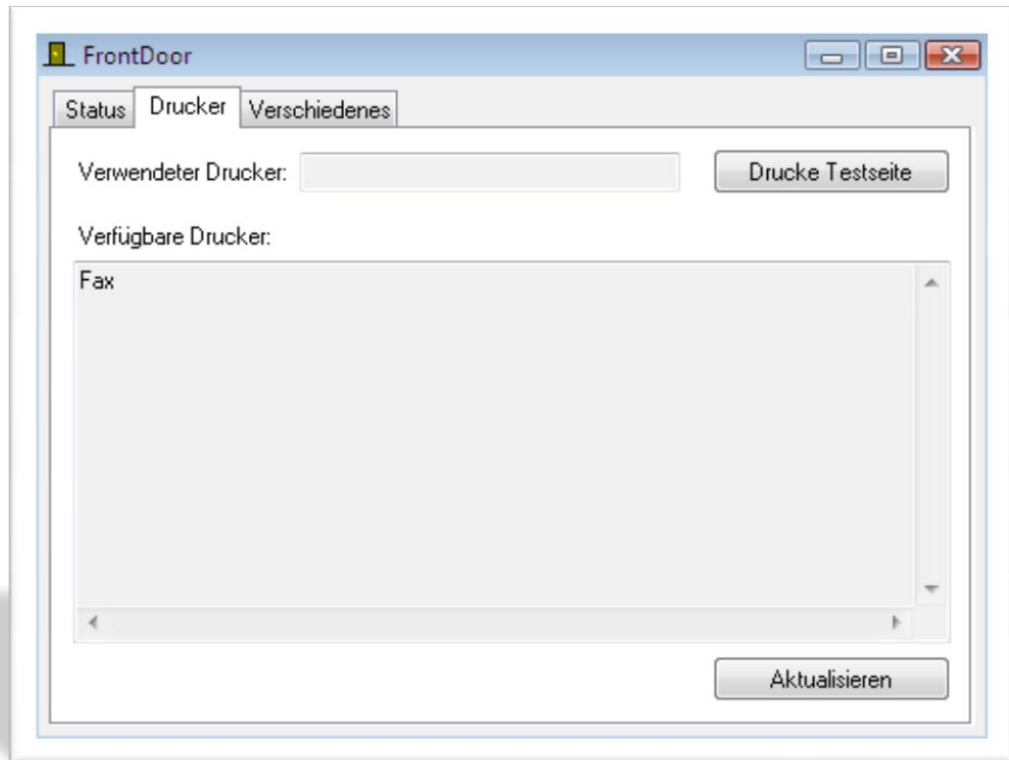 FrontDoor
Status Drucker Verschiedenes
Verwendeter Drucker: Drucke Testseite
Verfügbare Drucker:
Fax
Aktualisieren